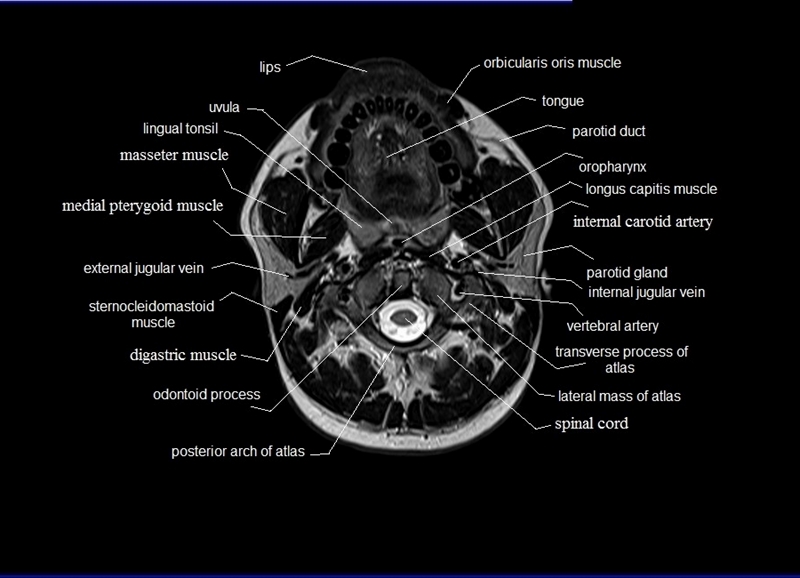 lips
uvula
lingual tonsil
masseter muscle
medial pterygoid muscle
external jugular vein
sternocleidomastoid
muscle
digastric muscle
odontoid process
posterior arch of atlas
orbicularis oris muscle
tongue
parotid duct
oropharynx
longus capitis muscle
internal carotid artery
parotid gland
internal jugular vein
vertebral artery
transverse process of
atlas
lateral mass of atlas
spinal cord